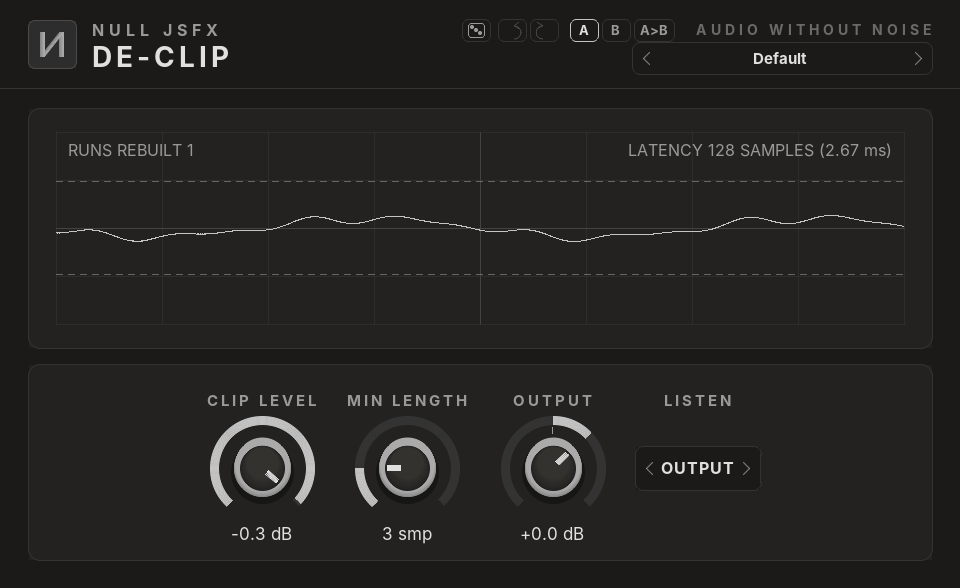 NULL JSFX
DE-CLIP
A B A>B AUDIO WITHOUT NOISE
Default
RUNS REBUILT 1 LATENCY 128 SAMPLES (2.67 ms)
CLIP LEVEL MIN LENGTH OUTPUT LISTEN
OUTPUT
-0.3 dB 3 smp +0.0 dB